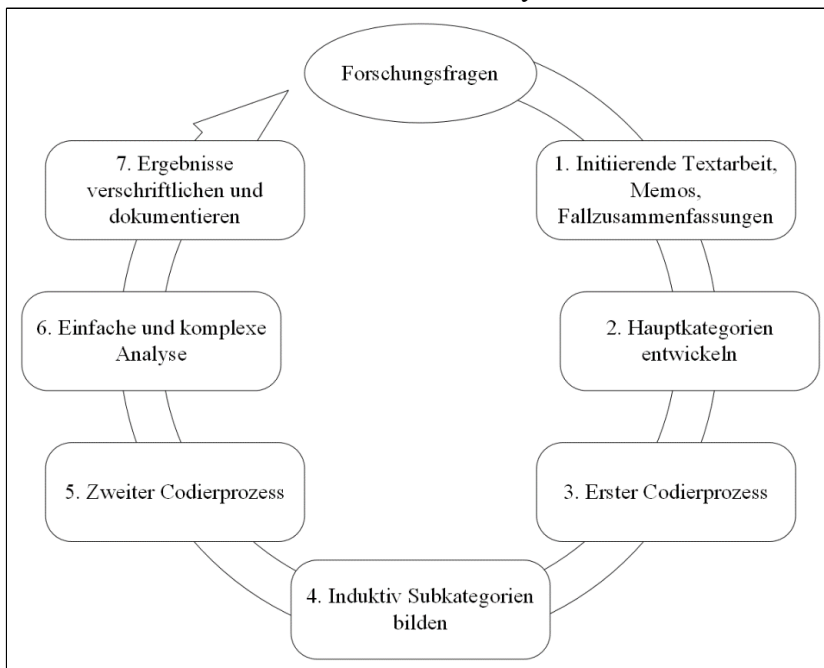 Forschungsfragen
1. Initiierende Textarbeit,
Memos,
Fallzusammenfassungen
2. Hauptkategorien
entwickeln
3. Erster Codierprozess
4. Induktiv Subkategorien
bilden
5. Zweiter Codierprozess
6. Einfache und komplexe
Analyse
7. Ergebnisse
verschriftlichen und
dokumentieren